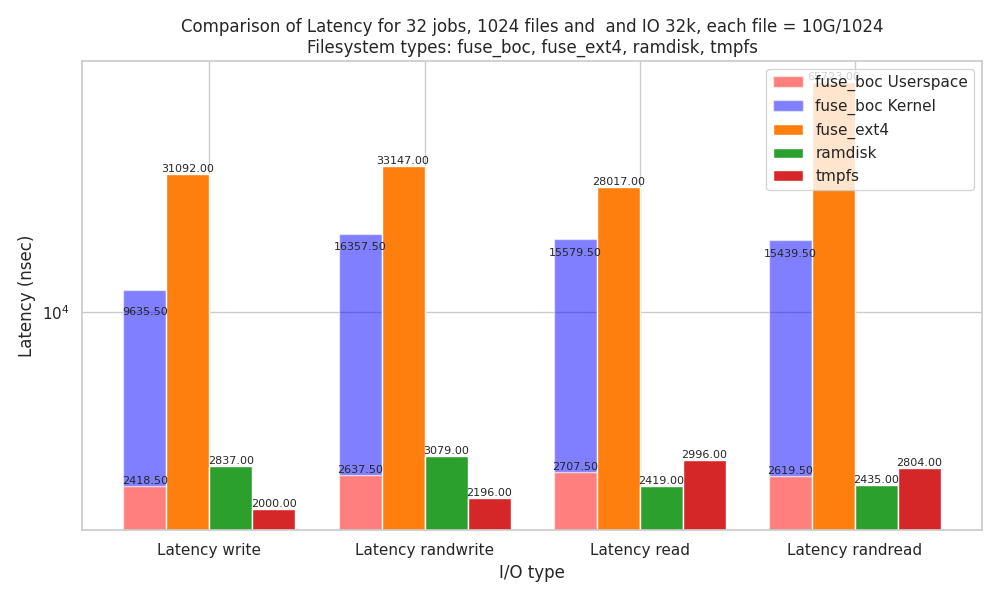 Comparison of Latency for 32 jobs, 1024 files and  and IO 32k, each file = 10G/1024
Filesystem types: fuse_boc, fuse_ext4, ramdisk, tmpfs
fuse_boc Userspace
fuse_boc Kernel
fuse_ext4
ramdisk
tmpfs
Latency (nsec)
10^4
9635.50
2418.50
31092.00
2837.00
2000.00
16357.50
2637.50
33147.00
3079.00
2196.00
15579.50
2707.50
28017.00
2419.00
2996.00
15439.50
2619.50
2435.00
2804.00
Latency write
Latency randwrite
Latency read
Latency randread
I/O type